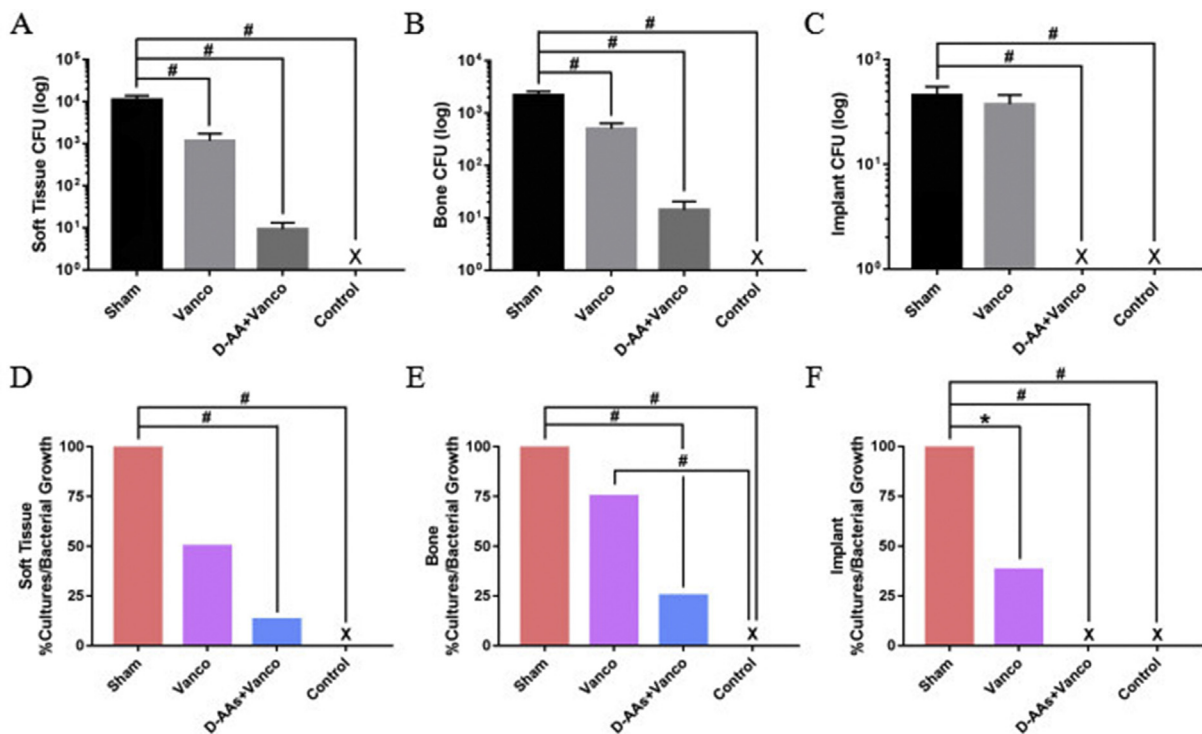 A
#
#
#
Soft Tissue CFU (log)
10⁵
10⁴
10³
10²
10¹
10⁰
X
Sham
Vanco
D-AA+Vanco
Control
B
#
#
#
Bone CFU (log)
10⁴
10³
10²
10¹
10⁰
X
Sham
Vanco
D-AA+Vanco
Control
C
#
#
Implant CFU (log)
10²
10¹
10⁰
X
X
Sham
Vanco
D-AA+Vanco
Control
D
#
#
Soft Tissue
%Cultures/Bacterial Growth
100
75
50
25
0
X
Sham
Vanco
D-AAs+Vanco
Control
E
#
#
#
Bone
%Cultures/Bacterial Growth
100
75
50
25
0
X
Sham
Vanco
D-AAs+Vanco
Control
F
#
#
*
Implant
%Cultures/Bacterial Growth
100
75
50
25
0
X
X
Sham
Vanco
D-AAs+Vanco
Control